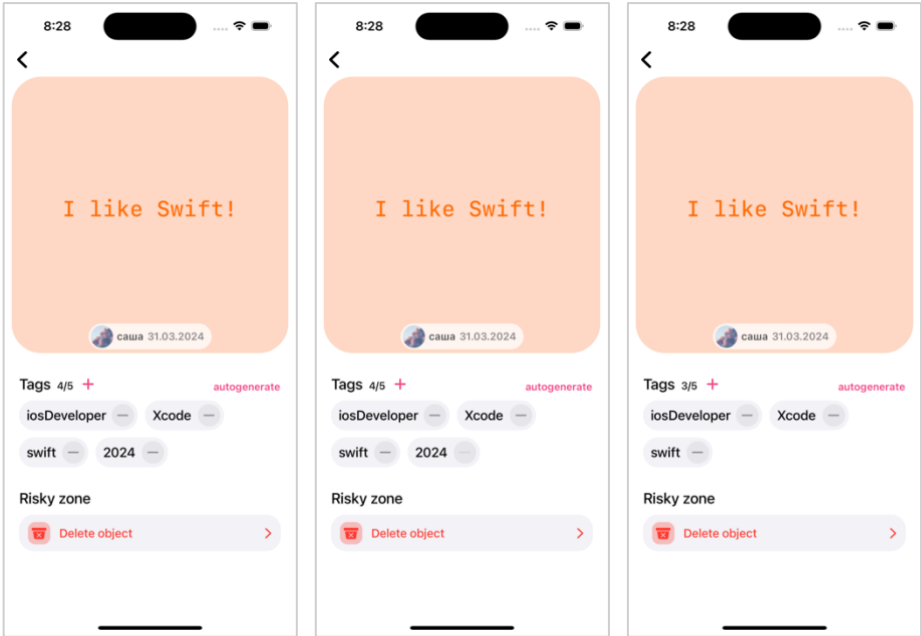 8:28
I like Swift!
саша 31.03.2024
Tags 4/5 + autogenerate
iosDeveloper — Xcode —
swift — 2024 —
Risky zone
Delete object
8:28
I like Swift!
саша 31.03.2024
Tags 4/5 + autogenerate
iosDeveloper — Xcode —
swift — 2024 —
Risky zone
Delete object
8:28
I like Swift!
саша 31.03.2024
Tags 3/5 + autogenerate
iosDeveloper — Xcode —
swift —
Risky zone
Delete object